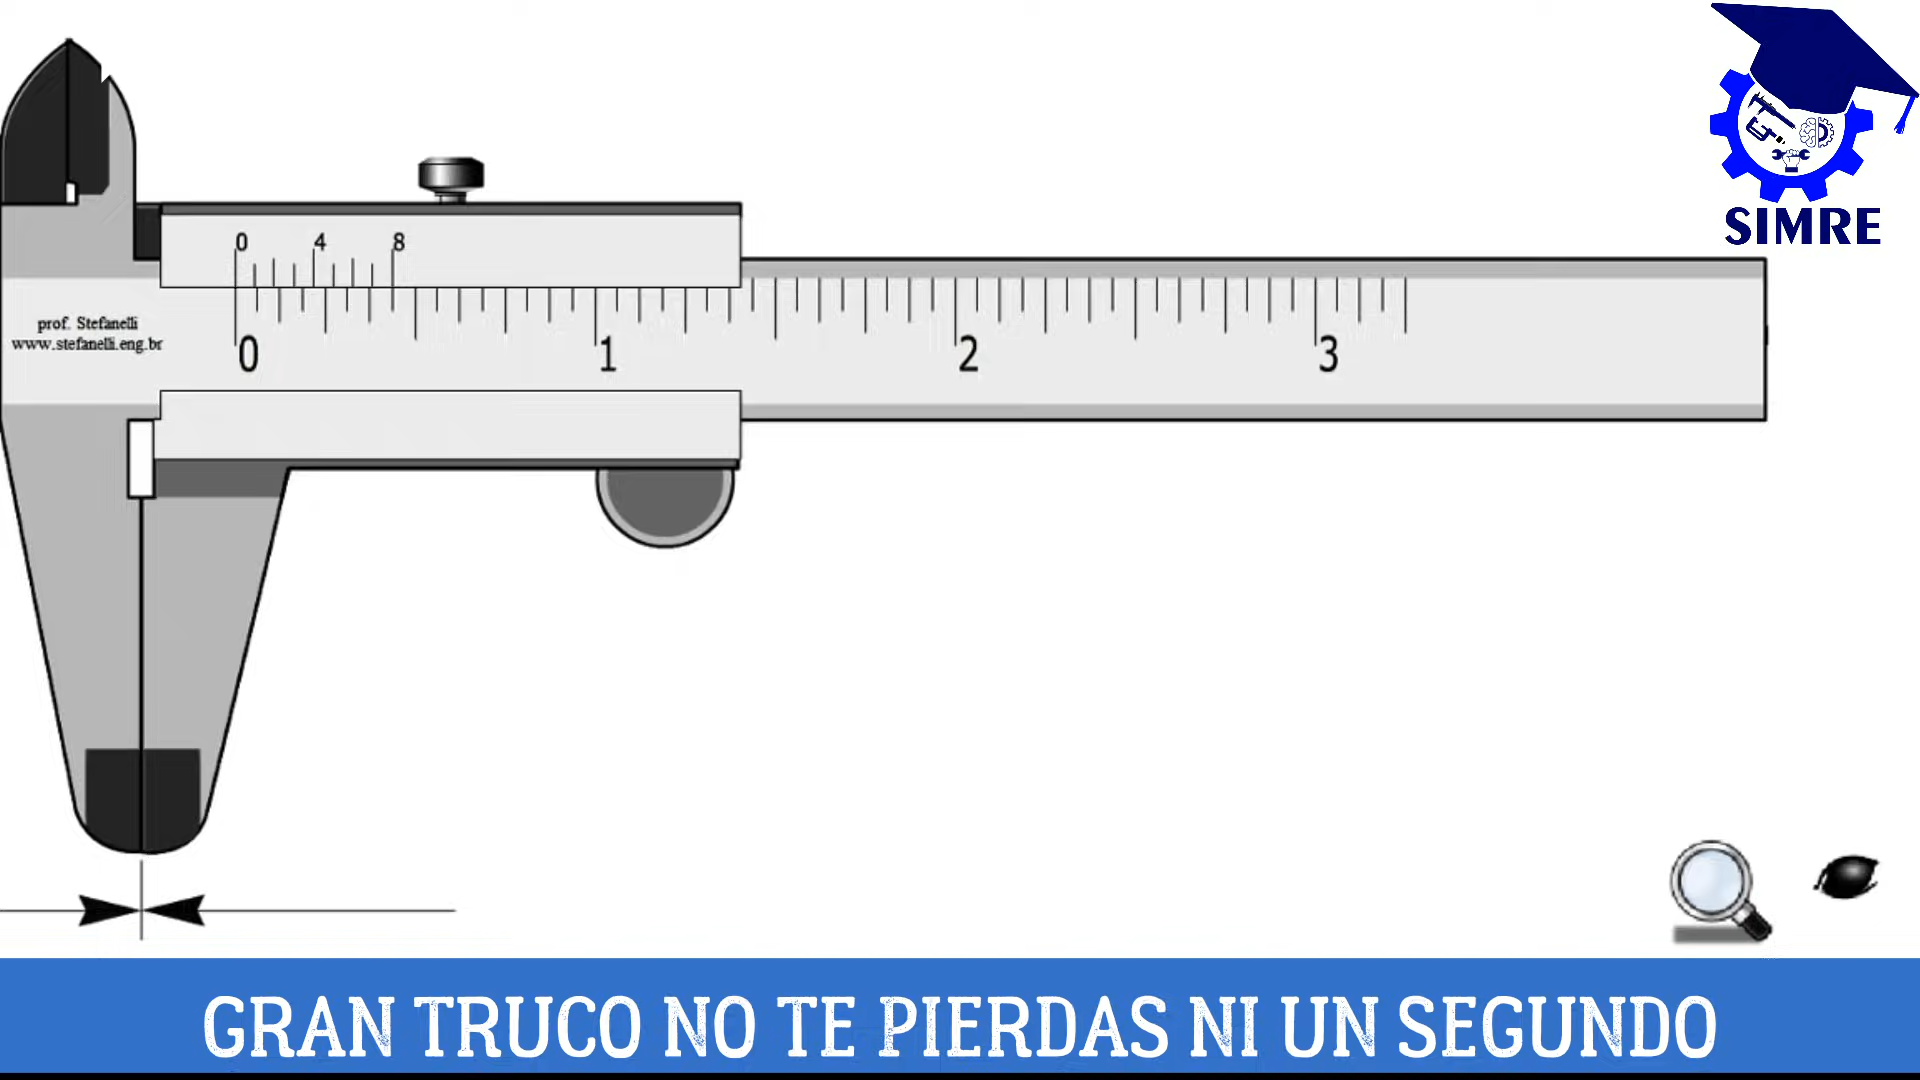 SIMRE
0 4 8
prof. Stefanelli
www.stefanelli.eng.br
0 1 2 3
GRAN TRUCO NO TE PIERDAS NI UN SEGUNDO